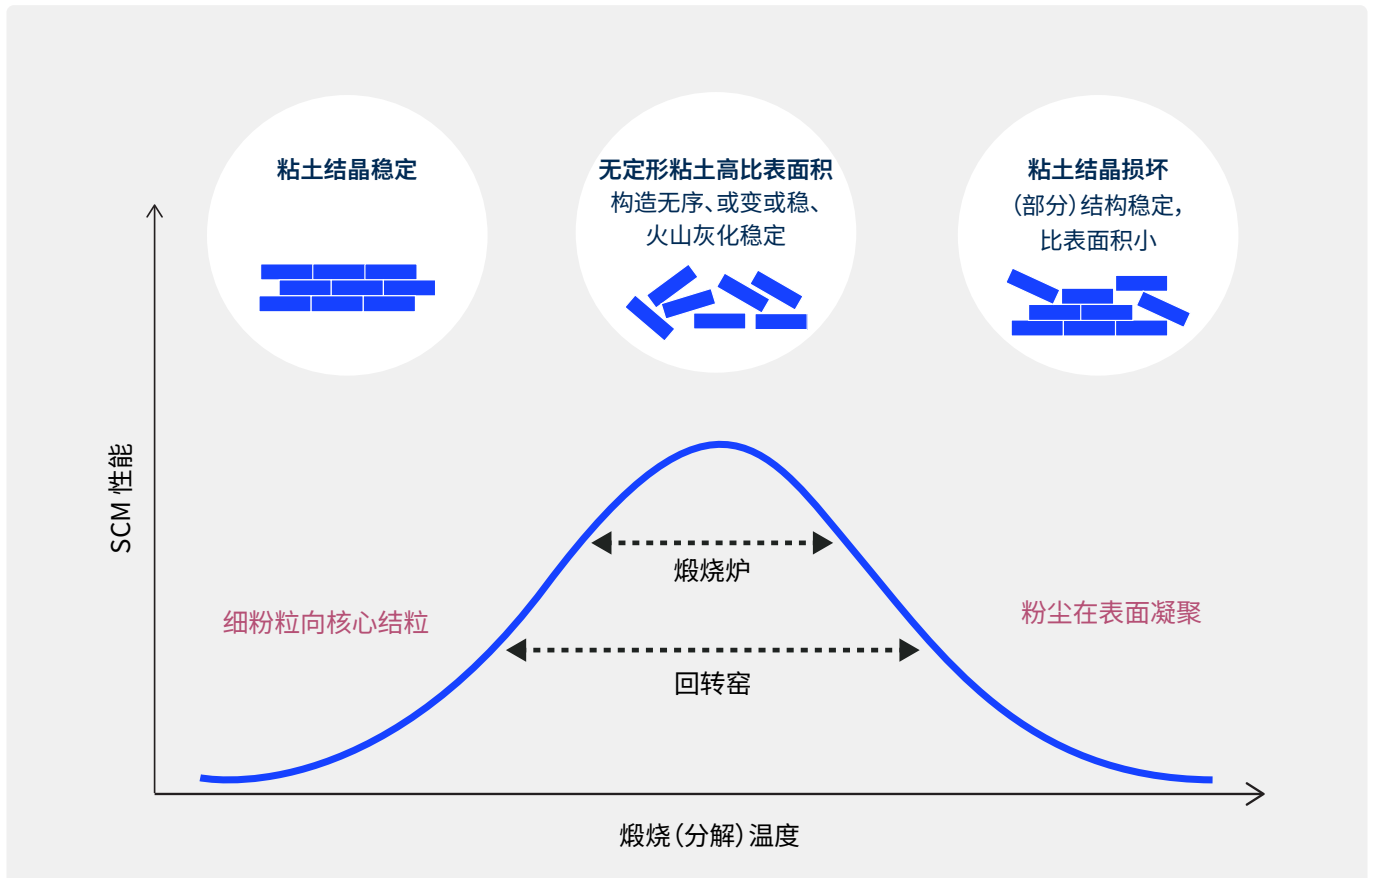 粘土结晶稳定
无定形粘土高比表面积
构造无序、或变或稳、
火山灰化稳定
粘土结晶损坏
（部分）结构稳定，
比表面积小
SCM 性能
煅烧炉
细粉粒向核心结粒
粉尘在表面凝聚
回转窑
煅烧（分解）温度